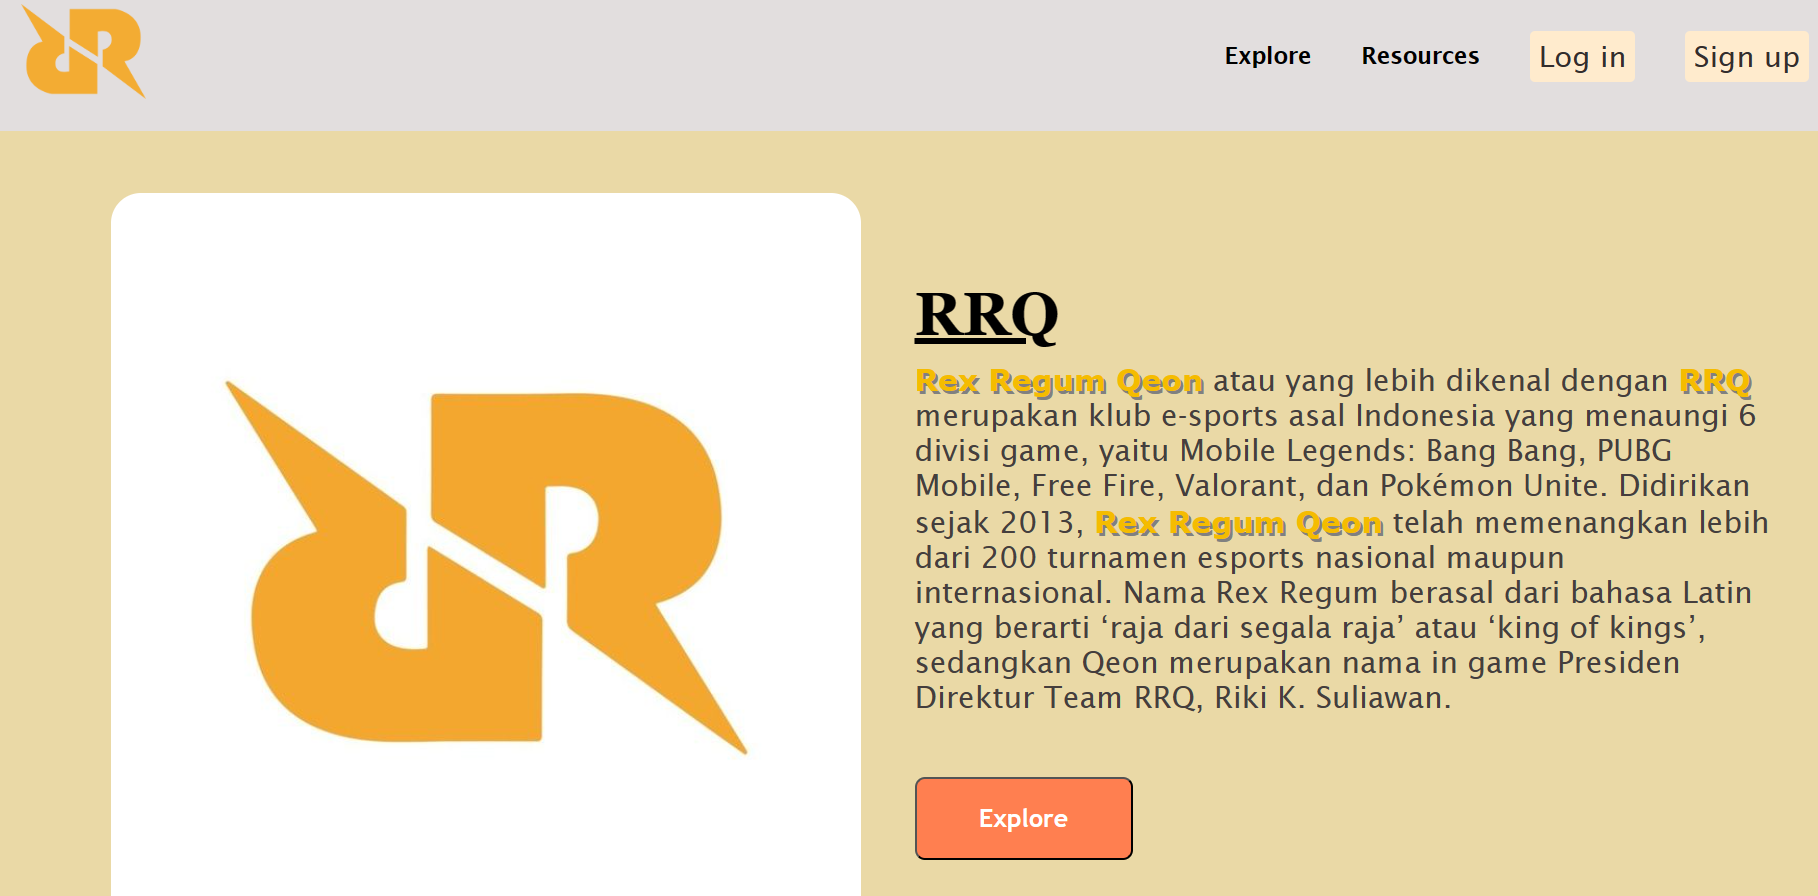 Explore
Resources
Log in
Sign up
RRQ
Rex Regum Qeon atau yang lebih dikenal dengan RRQ
merupakan klub e-sports asal Indonesia yang menaungi 6
divisi game, yaitu Mobile Legends: Bang Bang, PUBG
Mobile, Free Fire, Valorant, dan Pokémon Unite. Didirikan
sejak 2013, Rex Regum Qeon telah memenangkan lebih
dari 200 turnamen esports nasional maupun
internasional. Nama Rex Regum berasal dari bahasa Latin
yang berarti ‘raja dari segala raja’ atau ‘king of kings’,
sedangkan Qeon merupakan nama in game Presiden
Direktur Team RRQ, Riki K. Suliawan.
Explore